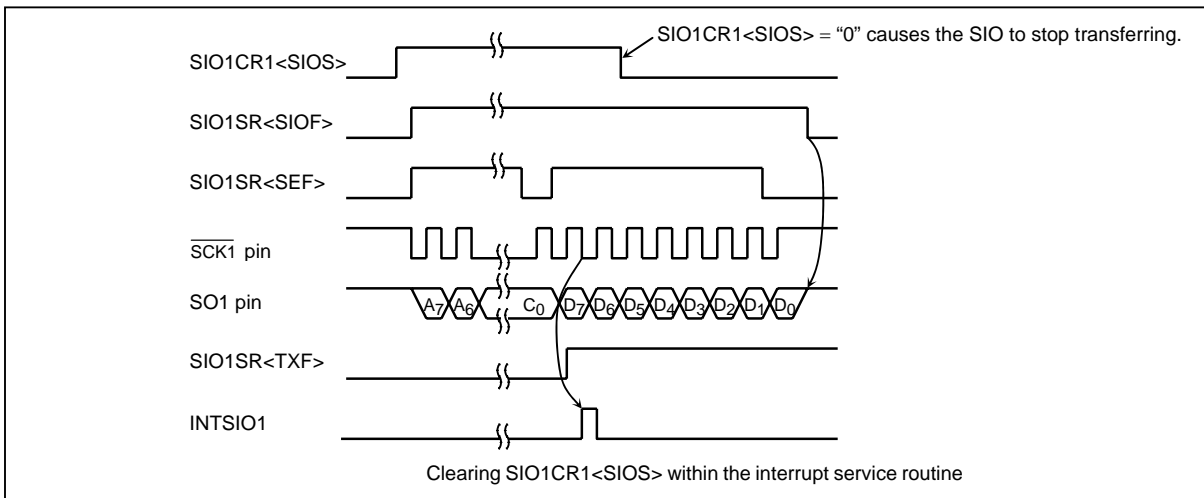 SIO1CR1<SIOS> = “0” causes the SIO to stop transferring.
SIO1CR1<SIOS>
SIO1SR<SIOF>
SIO1SR<SEF>
SCK1 pin
SO1 pin
A7 A6 C0 D7 D6 D5 D4 D3 D2 D1 D0
SIO1SR<TXF>
INTSIO1
Clearing SIO1CR1<SIOS> within the interrupt service routine